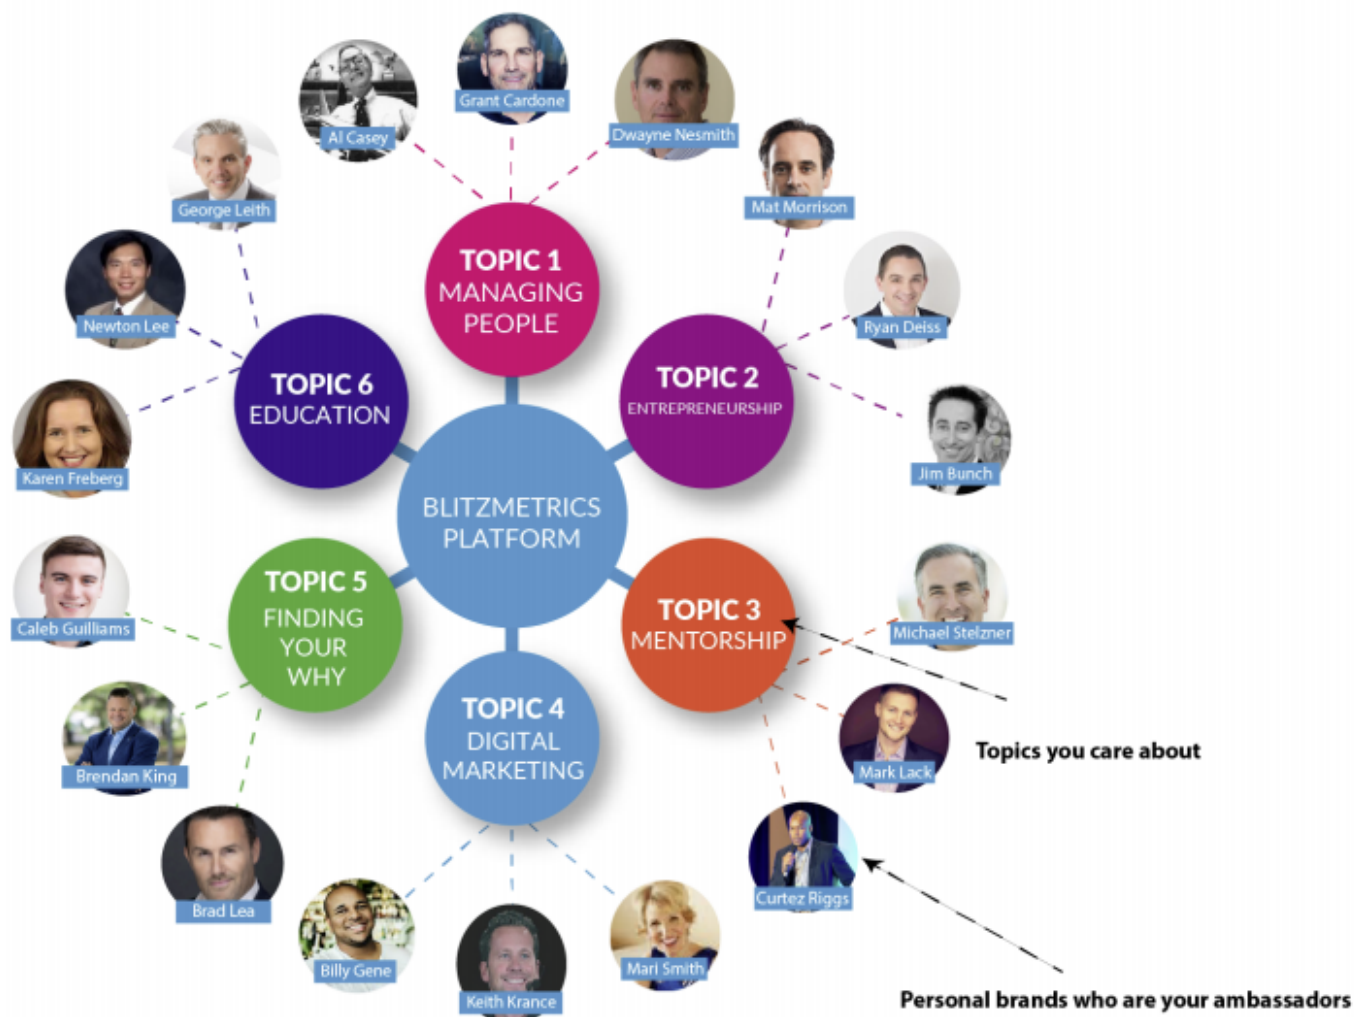 Grant Cardone
Al Casey
Dwayne Nesmith
George Leith
Mat Morrison
TOPIC 1
MANAGING
PEOPLE
Newton Lee
Ryan Deiss
TOPIC 6
EDUCATION
TOPIC 2
ENTREPRENEURSHIP
Karen Freberg
Jim Bunch
BLITZMETRICS
PLATFORM
Caleb Guilliams
TOPIC 5
FINDING
YOUR
WHY
TOPIC 3
MENTORSHIP
Michael Stelzner
TOPIC 4
DIGITAL
MARKETING
Brendan King
Mark Lack
Topics you care about
Brad Lea
Curtez Riggs
Billy Gene
Keith Krance
Mari Smith
Personal brands who are your ambassadors